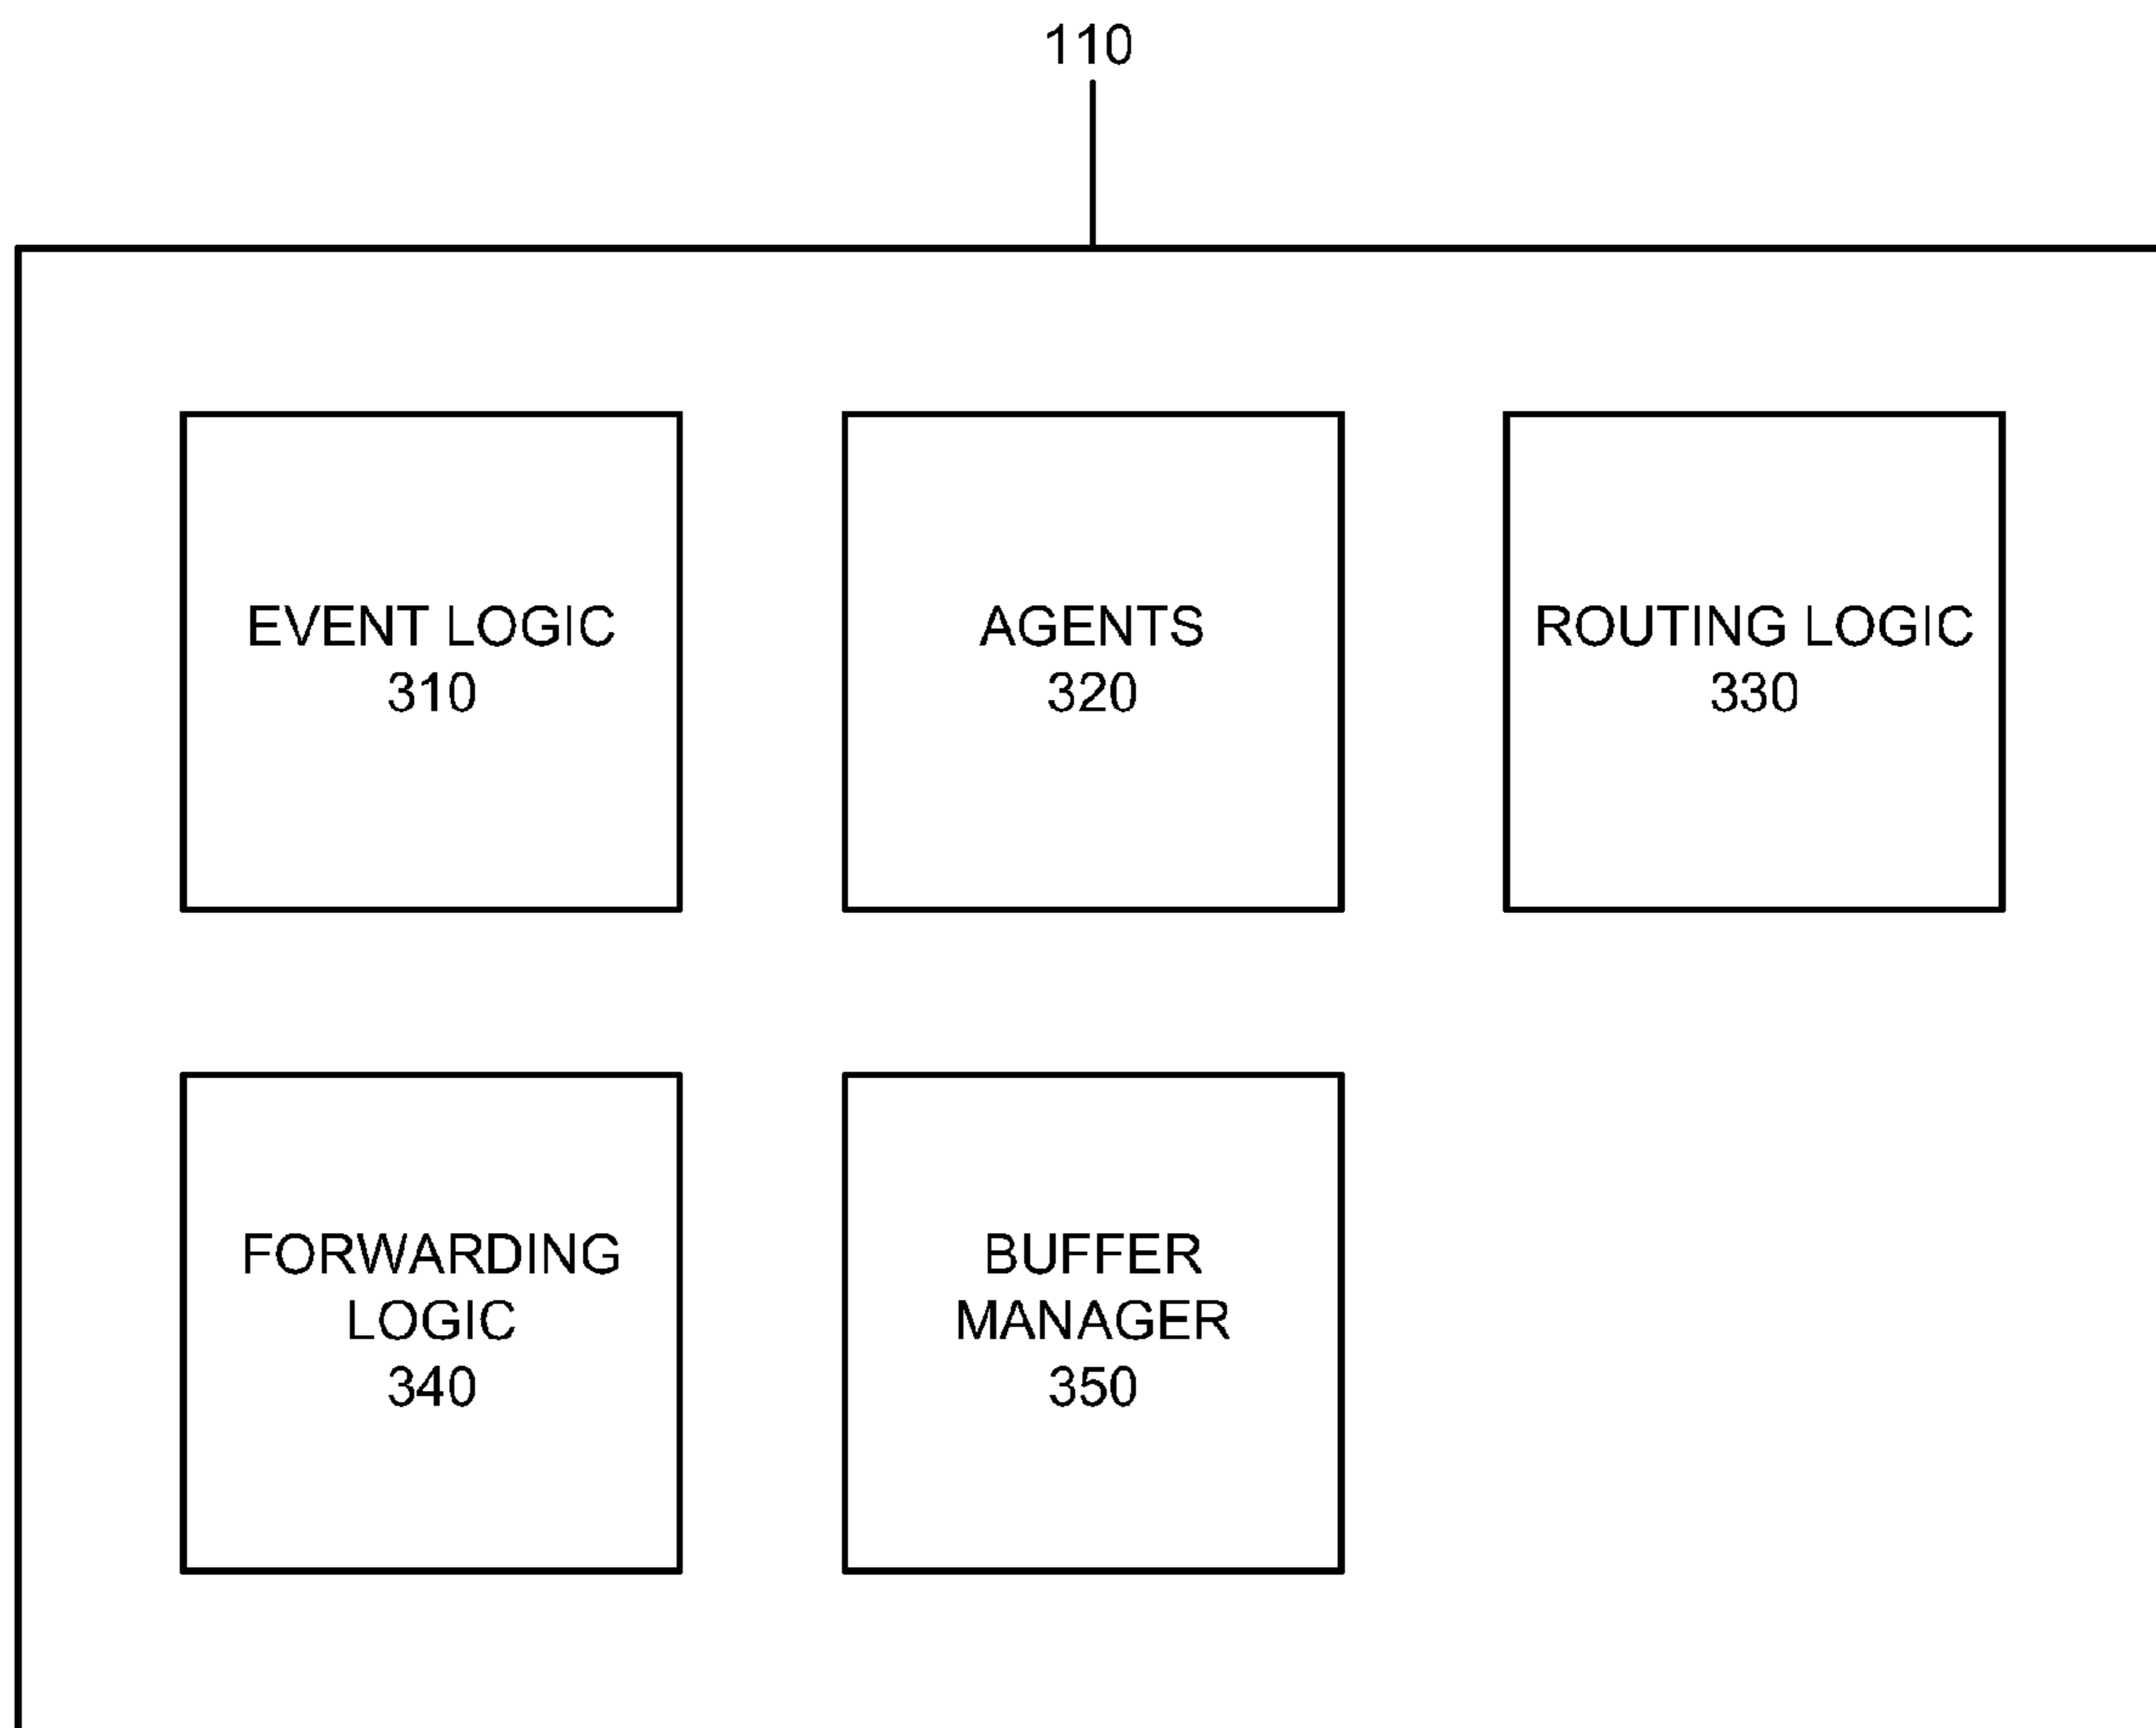 110
EVENT LOGIC
310
AGENTS
320
ROUTING LOGIC
330
FORWARDING
LOGIC
340
BUFFER
MANAGER
350